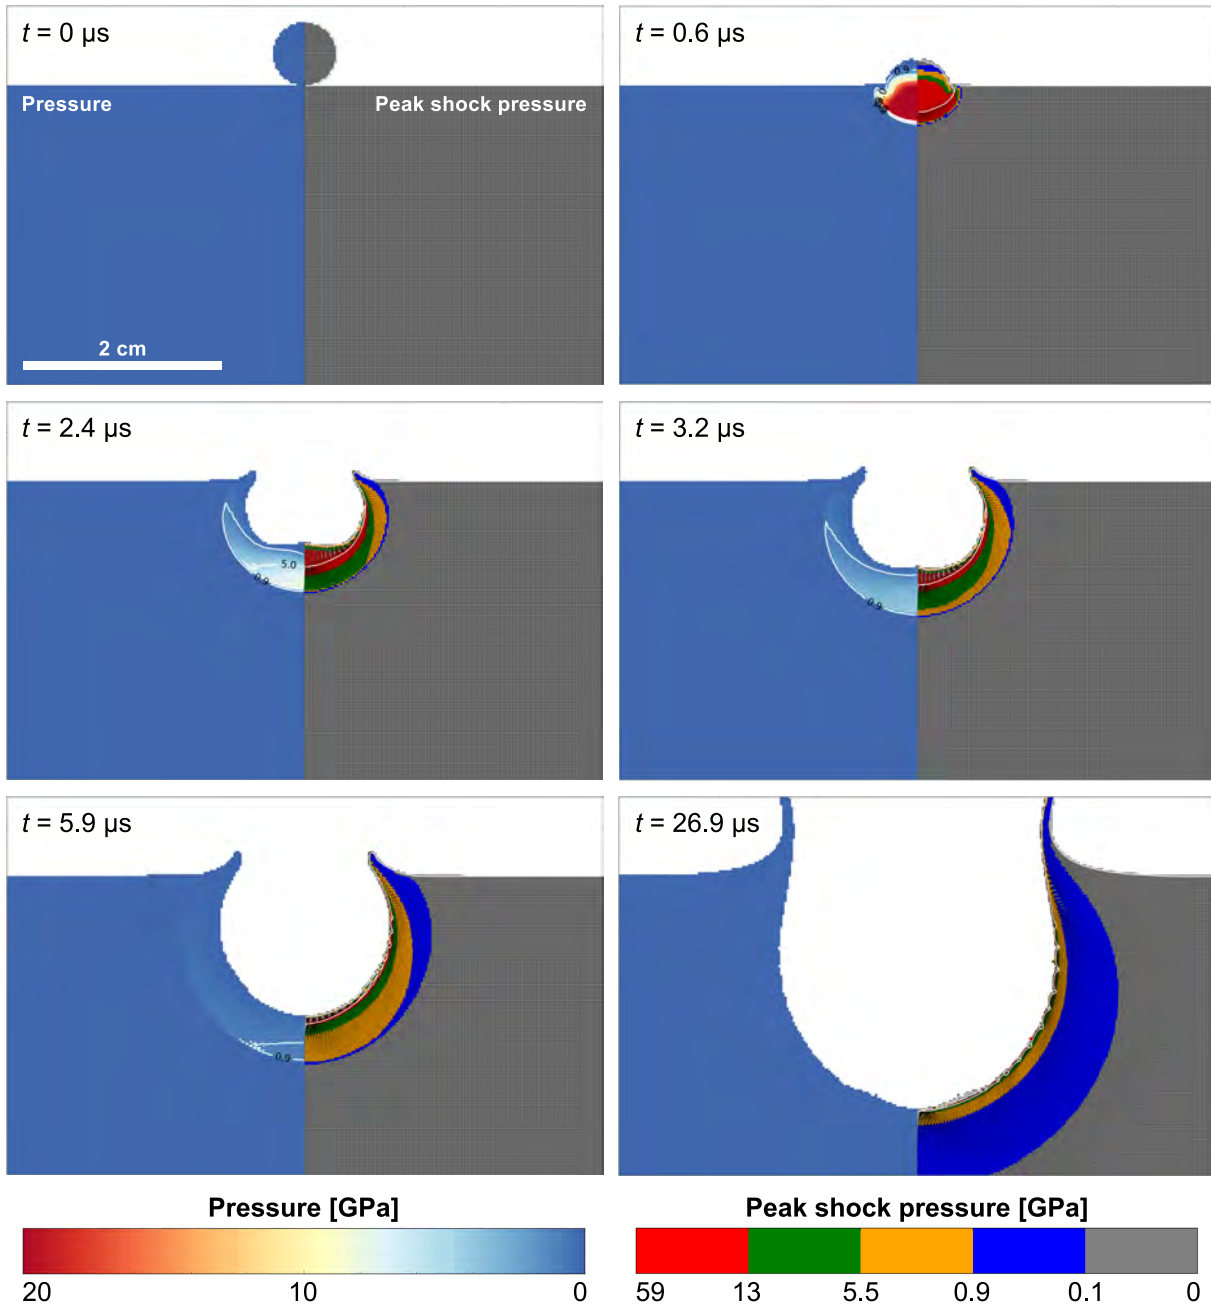 t = 0 µs
Pressure
Peak shock pressure
2 cm
t = 0.6 µs
0.9
t = 2.4 µs
5.0
0.9
t = 3.2 µs
0.9
t = 5.9 µs
0.9
t = 26.9 µs
Pressure [GPa]
20 10 0
Peak shock pressure [GPa]
59 13 5.5 0.9 0.1 0